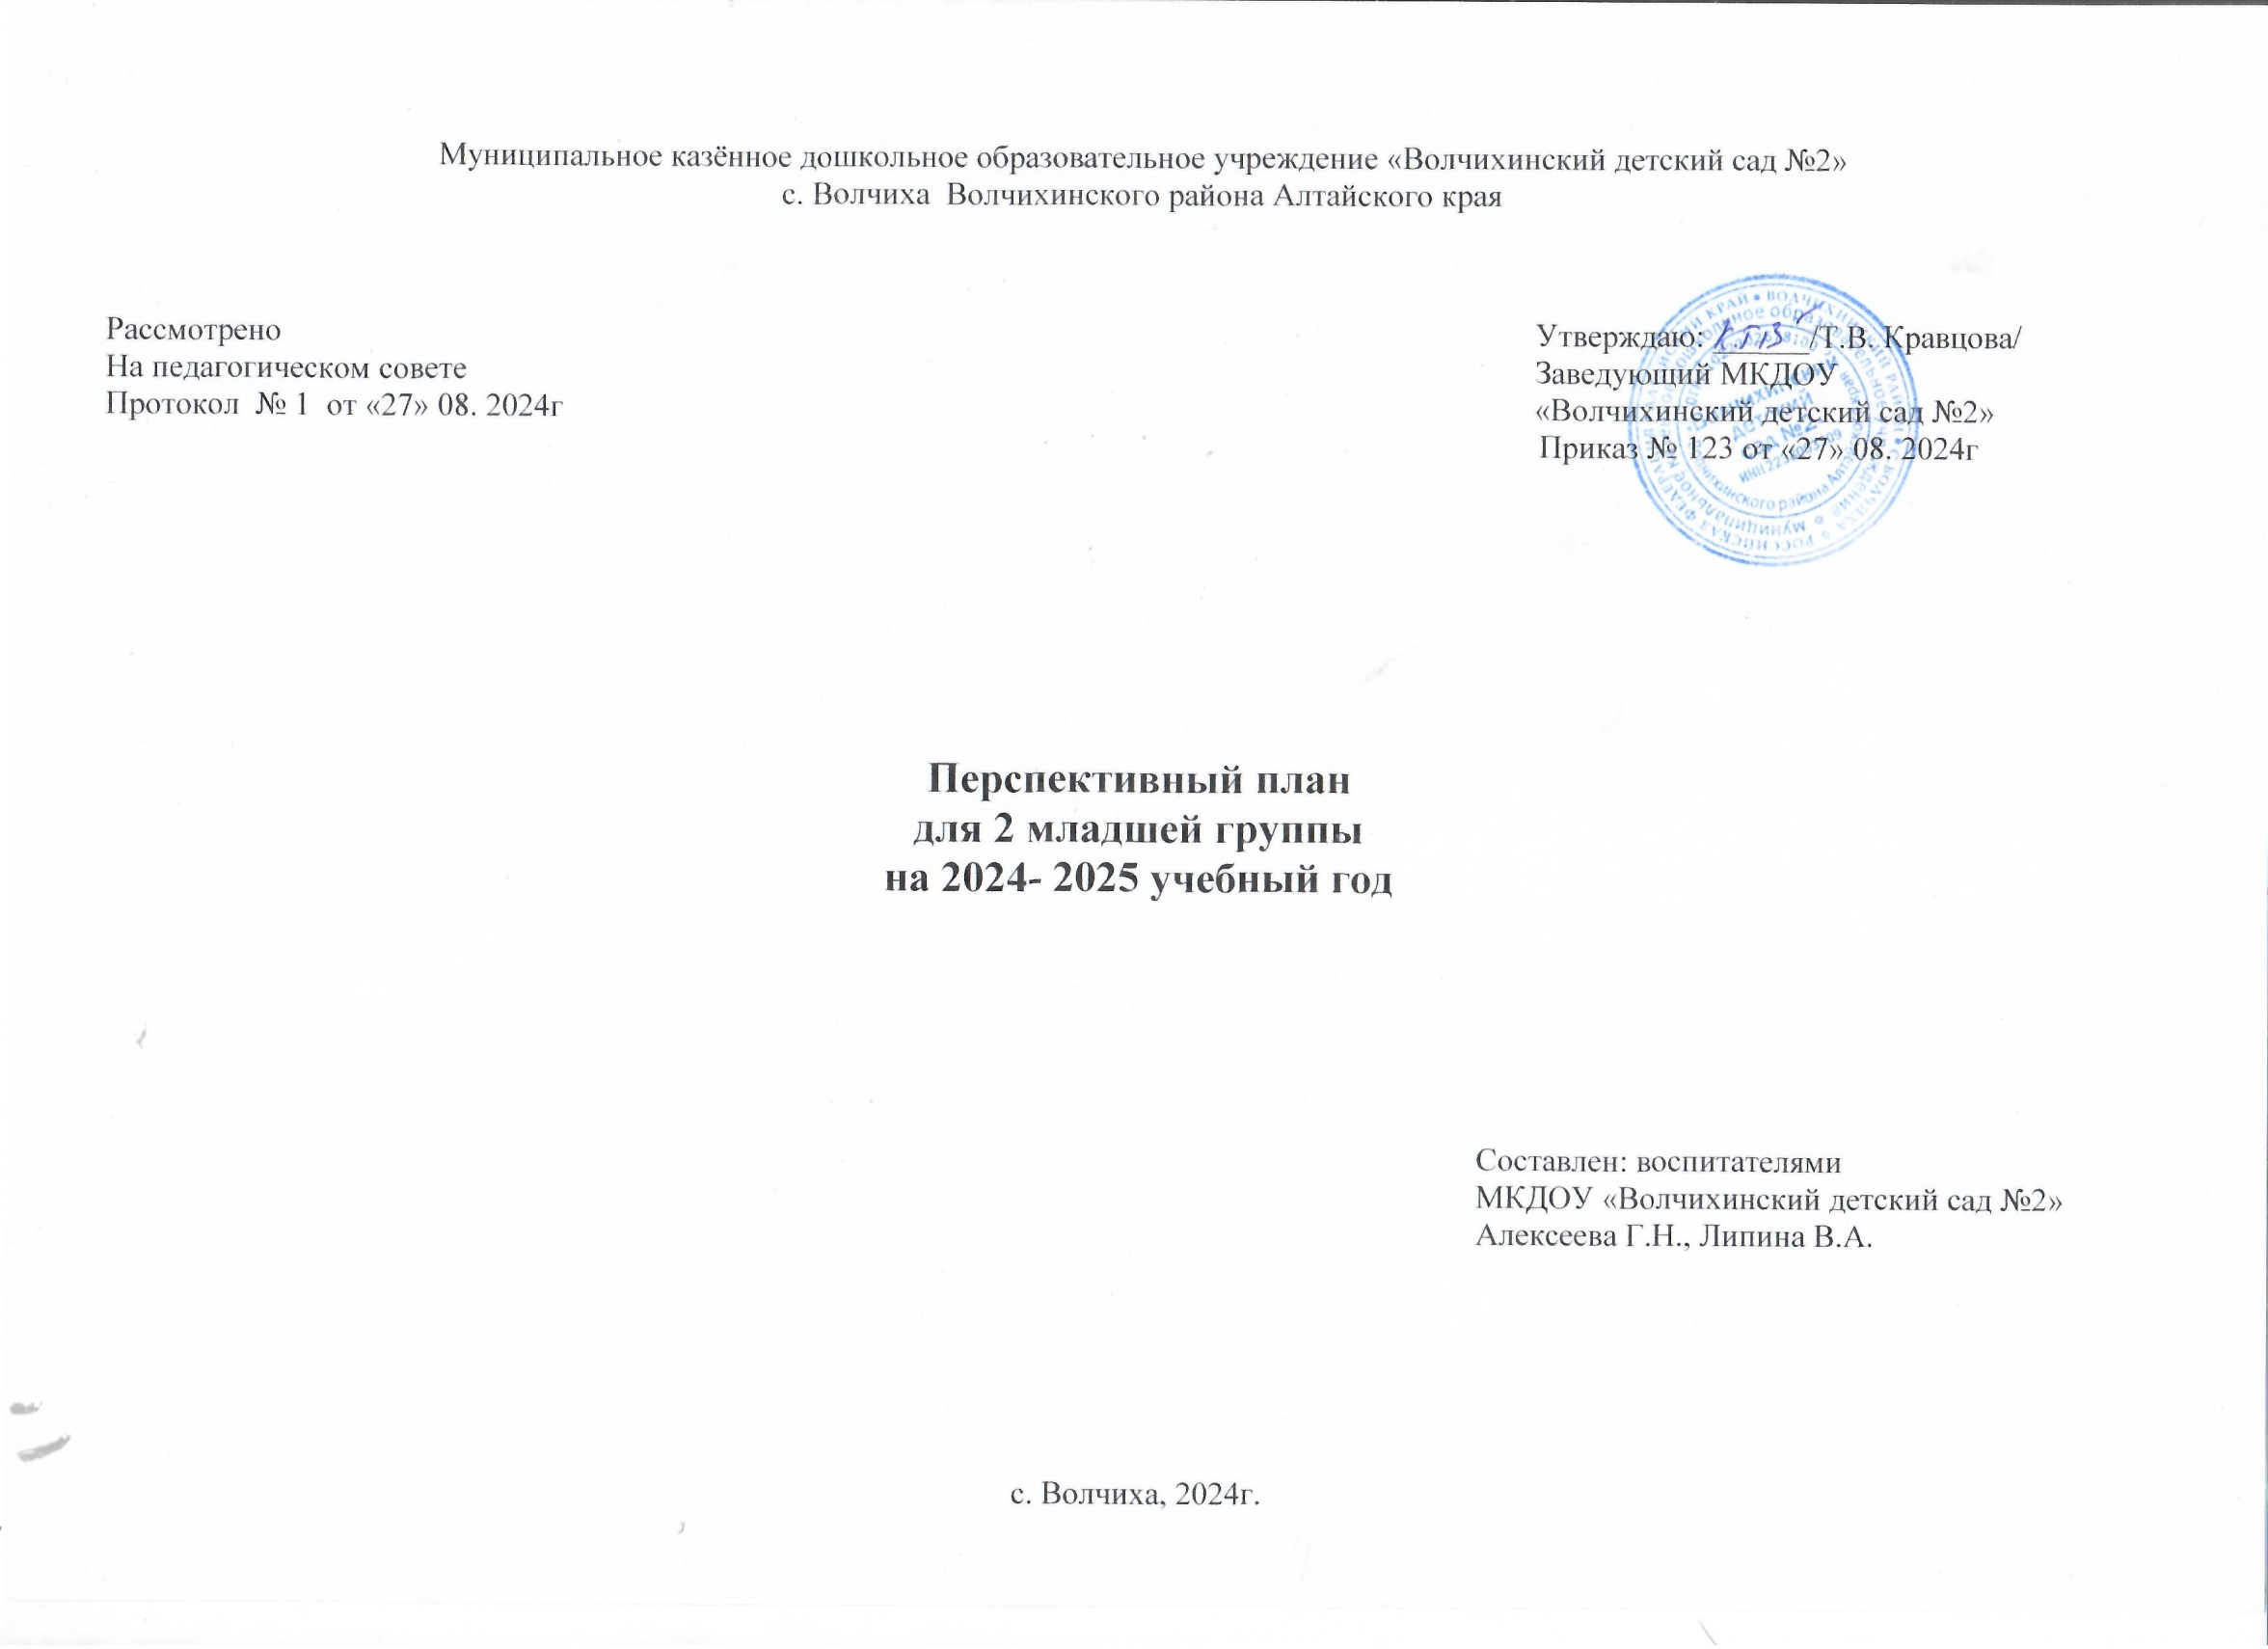 Муниципальное казённое дошкольное образовательное учреждение «Волчихинский детский сад №2»
с. Волчиха Волчихинского района Алтайского края
Рассмотрено
На педагогическом совете
Протокол № 1 от «27» 08. 2024г
Утверждаю: ______/Т.В. Кравцова/
Заведующий МКДОУ
«Волчихинский детский сад №2»
Приказ № 123 от «27» 08. 2024г
Перспективный план
для 2 младшей группы
на 2024- 2025 учебный год
Составлен: воспитателями
МКДОУ «Волчихинский детский сад №2»
Алексеева Г.Н., Липина В.А.
с. Волчиха, 2024г.